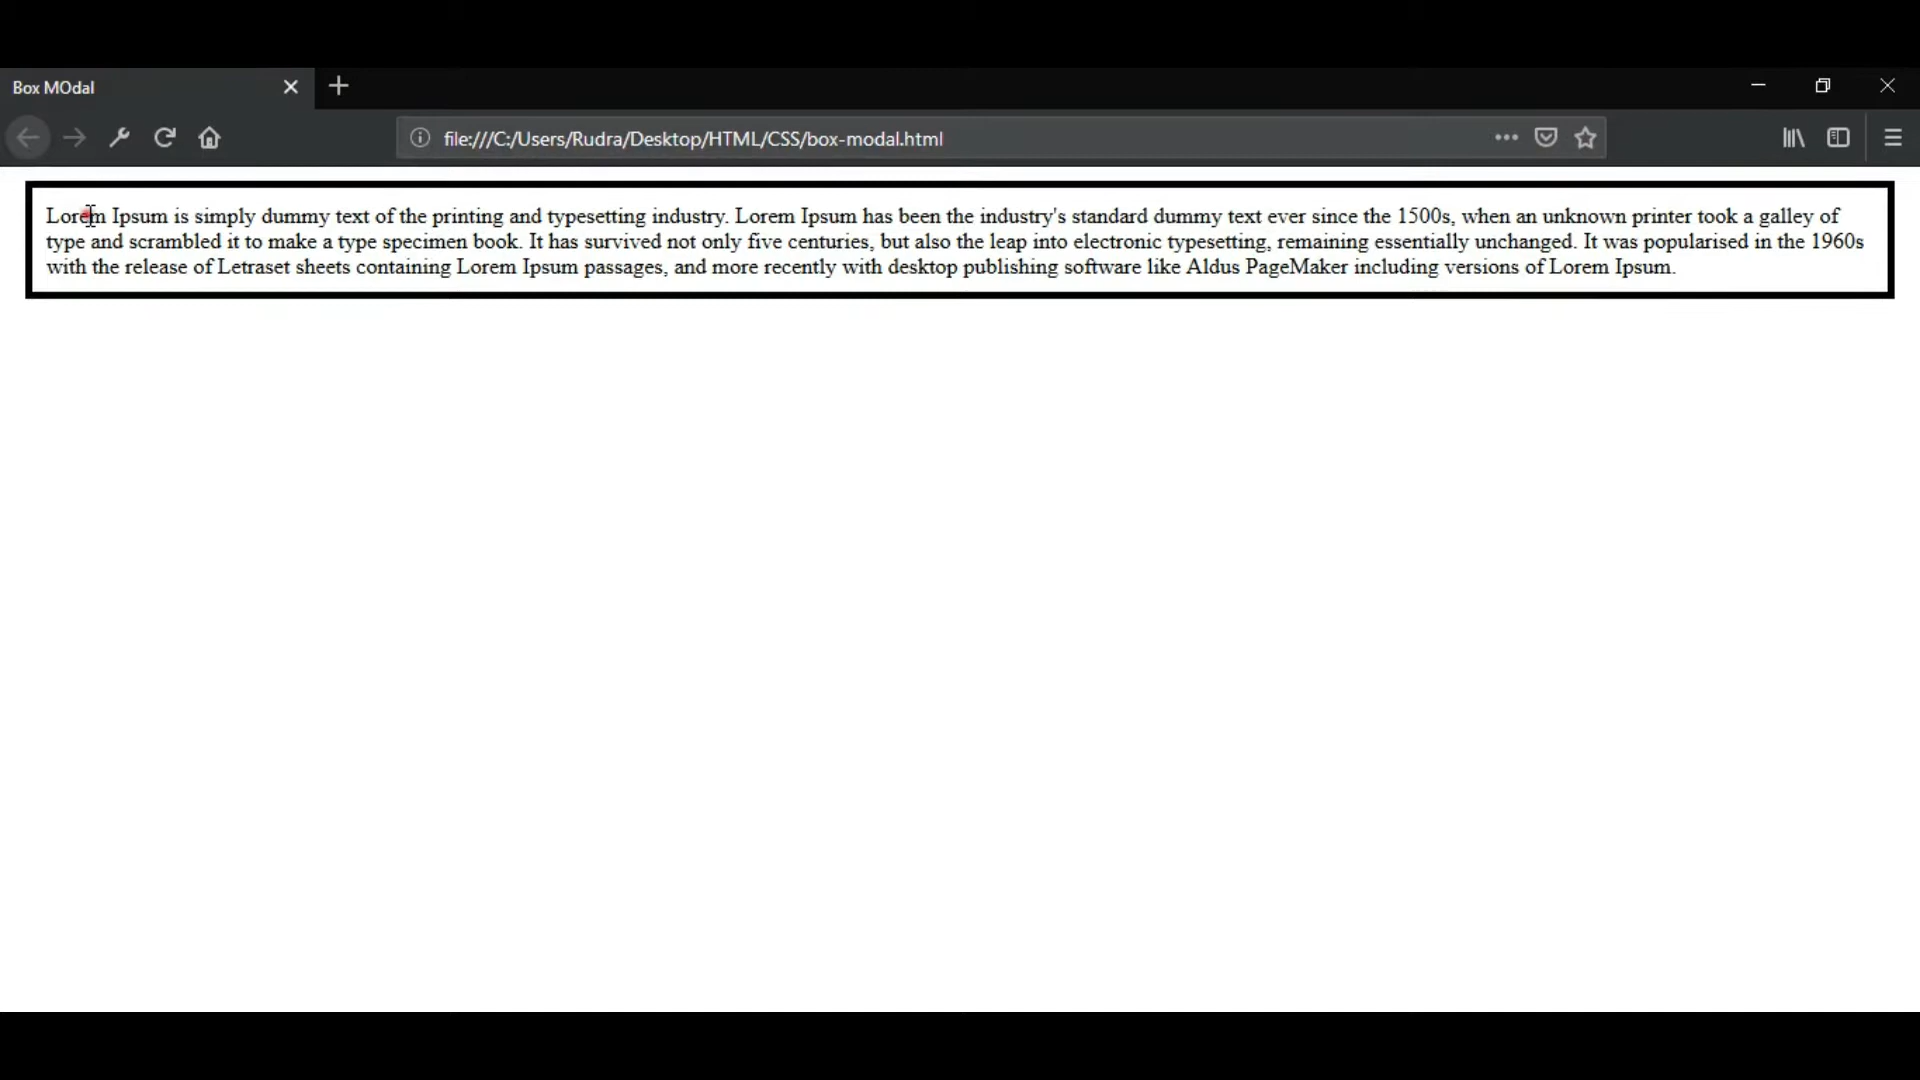 Box MOdal
file:///C:/Users/Rudra/Desktop/HTML/CSS/box-modal.html
Lorem Ipsum is simply dummy text of the printing and typesetting industry. Lorem Ipsum has been the industry's standard dummy text ever since the 1500s, when an unknown printer took a galley of
type and scrambled it to make a type specimen book. It has survived not only five centuries, but also the leap into electronic typesetting, remaining essentially unchanged. It was popularised in the 1960s
with the release of Letraset sheets containing Lorem Ipsum passages, and more recently with desktop publishing software like Aldus PageMaker including versions of Lorem Ipsum.